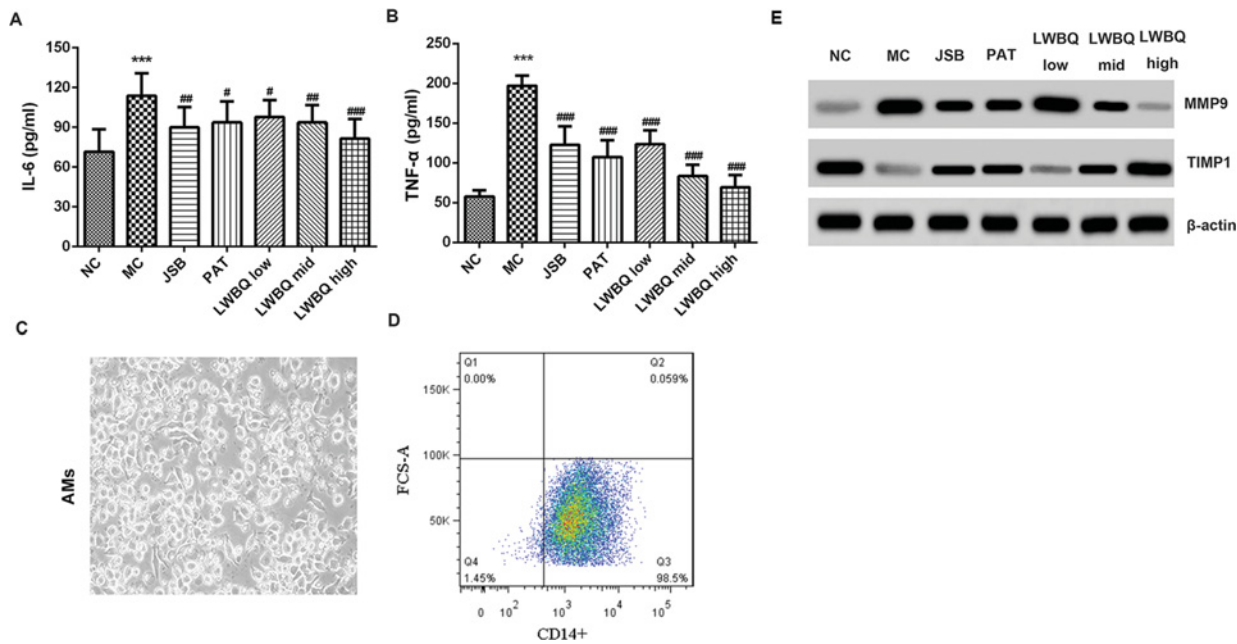 A
IL-6 (pg/ml)
150
120
90
60
30
0
***
##
#
#
##
###
NC
MC
JSB
PAT
LWBQ low
LWBQ mid
LWBQ high
B
TNF-α (pg/ml)
250
200
150
100
50
0
***
###
###
###
###
###
NC
MC
JSB
PAT
LWBQ low
LWBQ mid
LWBQ high
C
AMs
D
FCS-A
150K
100K
50K
0
Q1
0.00%
Q2
0.059%
Q4
1.45%
Q3
98.5%
0 10² 10³ 10⁴ 10⁵
CD14+
E
NC MC JSB PAT LWBQ low LWBQ mid LWBQ high
MMP9
TIMP1
β-actin